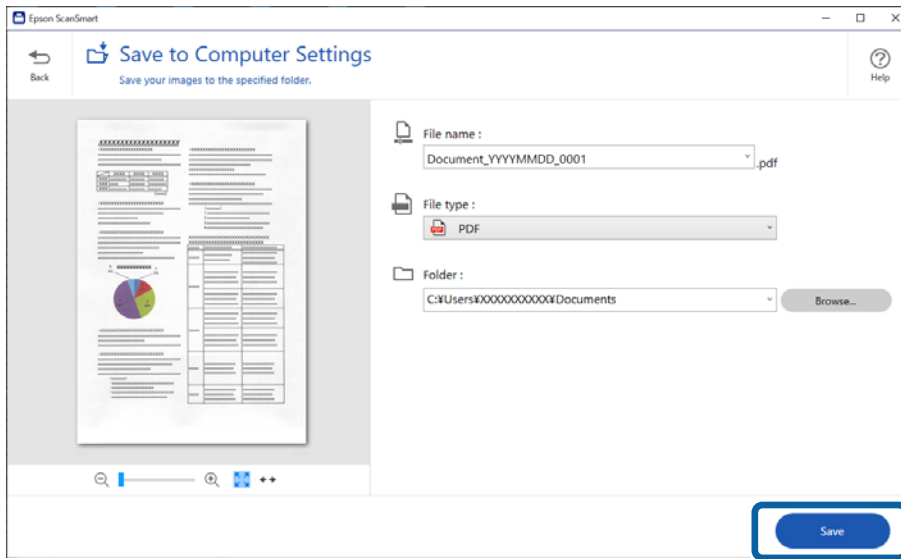 Epson ScanSmart
Back
Save to Computer Settings
Save your images to the specified folder.
Help
File name :
Document_YYYYMMDD_0001
.pdf
File type :
PDF
Folder :
C:¥Users¥XXXXXXXXXXX¥Documents
Browse...
Save